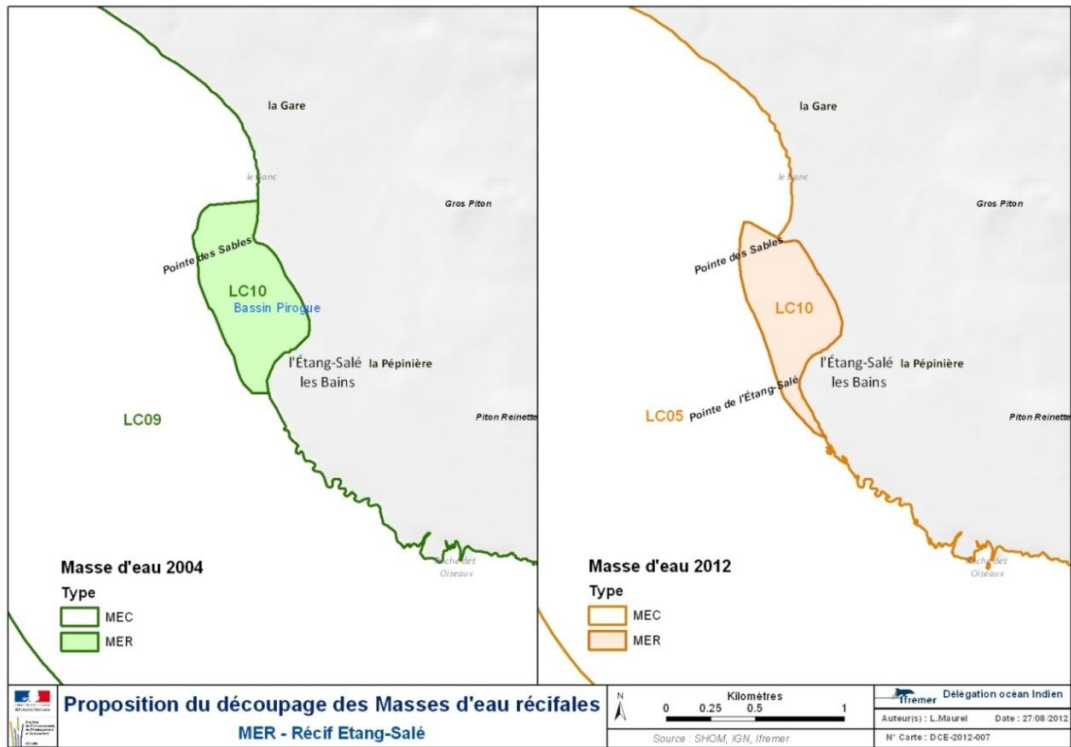 la Gare
le Banc
Gros Piton
Pointe des Sables
LC10
Bassin Pirogue
l'Étang-Salé la Pépinière
les Bains
LC09
Piton Reinette
Oiseaux
Masse d'eau 2004
Type
MEC
MER
la Gare
Gros Piton
Pointe des Sables
LC10
l'Étang-Salé la Pépinière
les Bains
LC05
Pointe de l'Étang-Salé
Piton Reinette
Oiseaux
Masse d'eau 2012
Type
MEC
MER
Proposition du découpage des Masses d'eau récifales
MER - Récif Etang-Salé
N
Kilomètres
0 0.25 0.5 1
Source : SHOM, IGN, Ifremer
Ifremer
Délégation océan Indien
Auteur(s) : L.Maurel Date : 27/08/2012
N° Carte : DCE-2012-007